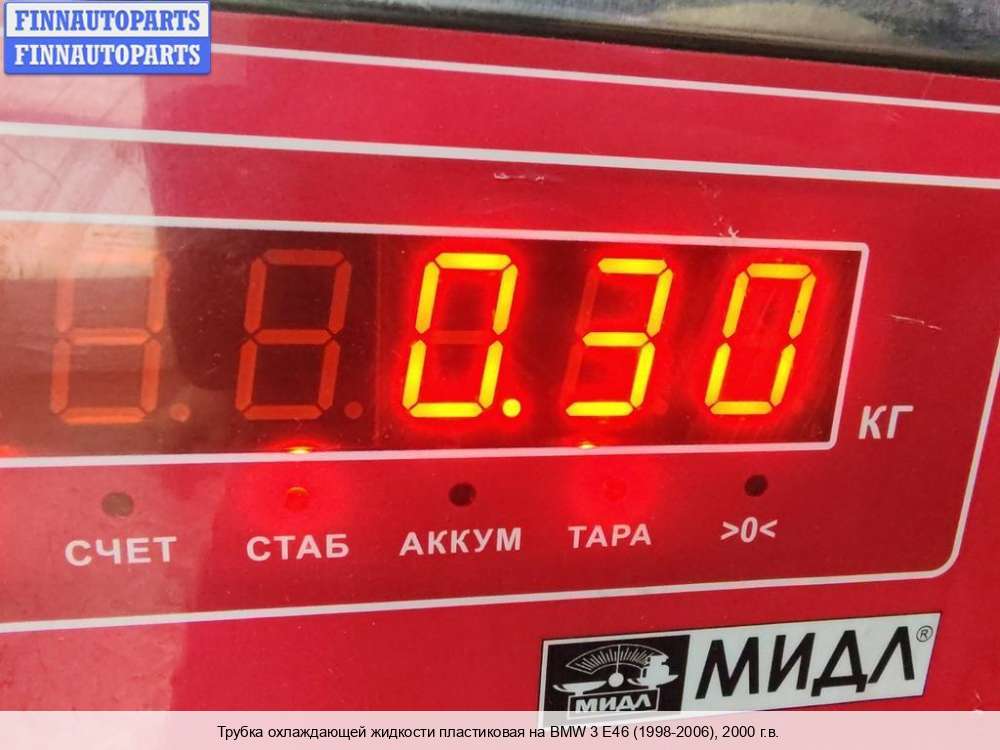 FINNAUTOPARTS
FINNAUTOPARTS
0.30
КГ
СЧЕТ СТАБ АККУМ ТАРА >0<
МИДЛ МИДЛ®
Трубка охлаждающей жидкости пластиковая на BMW 3 E46 (1998-2006), 2000 г.в.